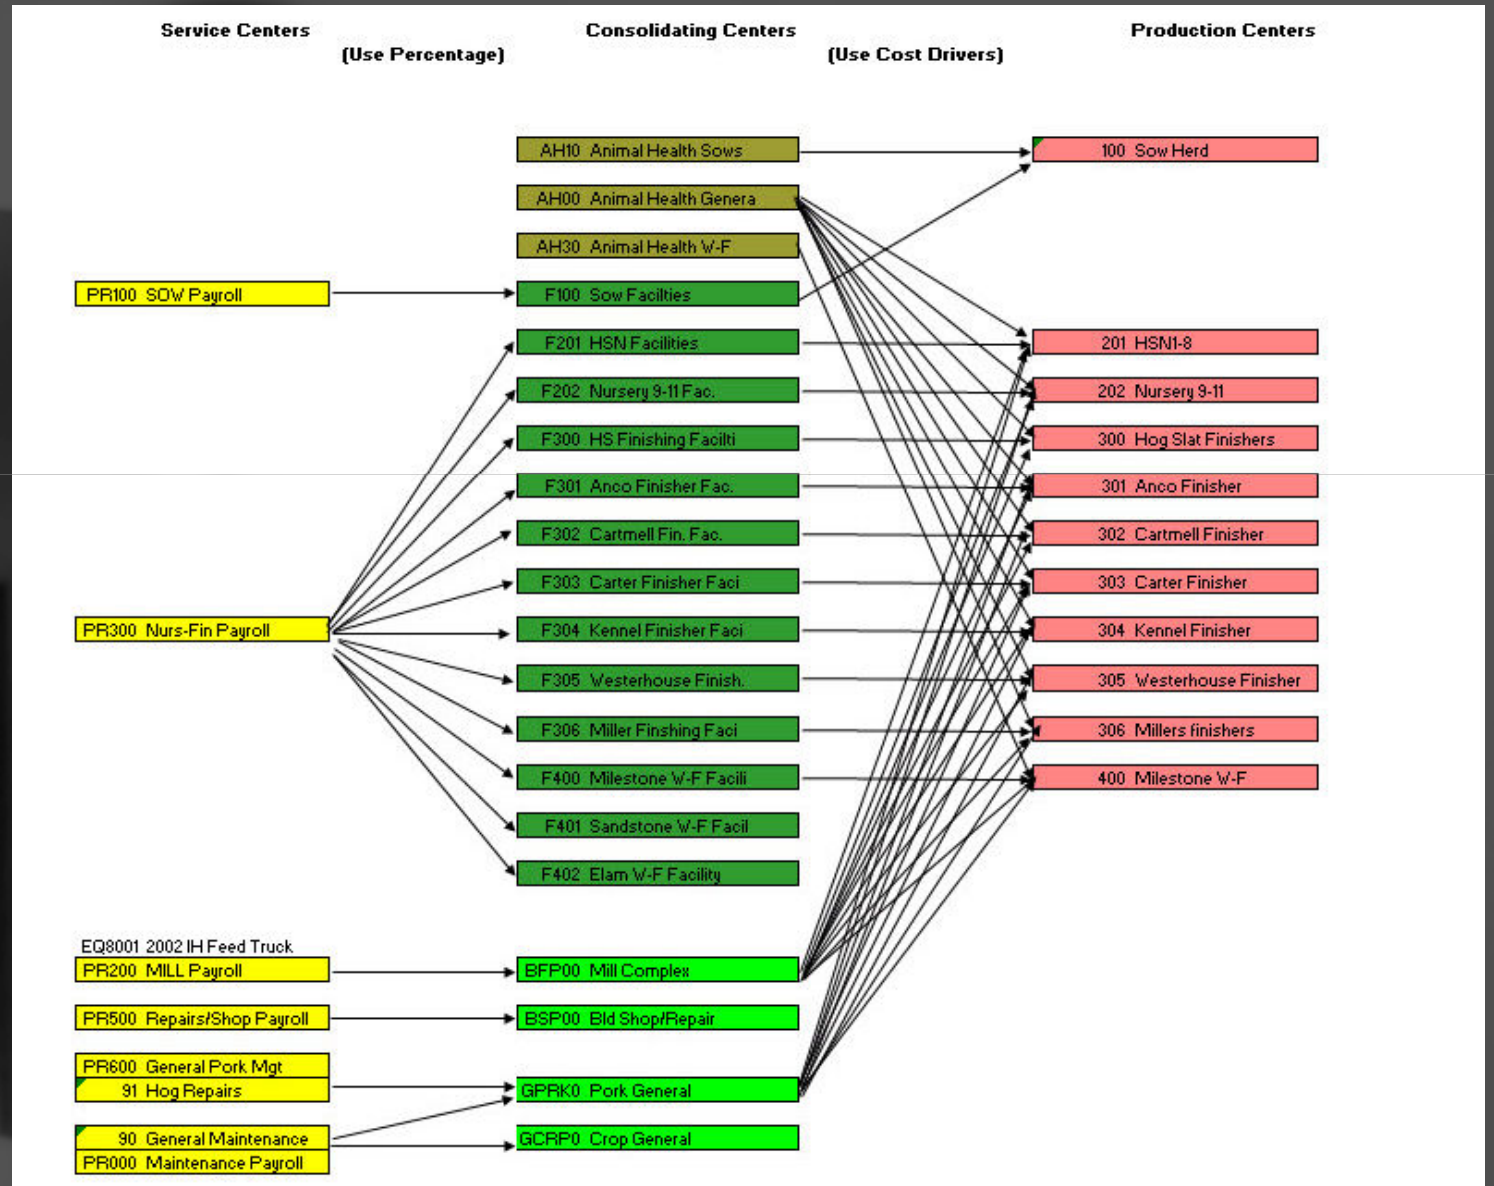 Service Centers
(Use Percentage)
Consolidating Centers
(Use Cost Drivers)
Production Centers
AH10 Animal Health Sows
100 Sow Herd
AH00 Animal Health Genera
AH30 Animal Health W-F
PR100 SOW Payroll
F100 Sow Facilties
F201 HSN Facilities
201 HSN1-8
F202 Nursery 9-11 Fac.
202 Nursery 9-11
F300 HS Finishing Facilti
300 Hog Slat Finishers
F301 Anco Finisher Fac.
301 Anco Finisher
F302 Cartmell Fin. Fac.
302 Cartmell Finisher
F303 Carter Finisher Faci
303 Carter Finisher
PR300 Nurs-Fin Payroll
F304 Kennel Finisher Faci
304 Kennel Finisher
F305 Westerhouse Finish.
305 Westerhouse Finisher
F306 Miller Finshing Faci
306 Millers finishers
F400 Milestone W-F Facili
400 Milestone W-F
F401 Sandstone W-F Facil
F402 Elam W-F Facility
EQ8001 2002 IH Feed Truck
PR200 MILL Payroll
BFP00 Mill Complex
PR500 Repairs/Shop Payroll
BSP00 Bld Shop/Repair
PR600 General Pork Mgt
91 Hog Repairs
GPRK0 Pork General
90 General Maintenance
GCRP0 Crop General
PR000 Maintenance Payroll